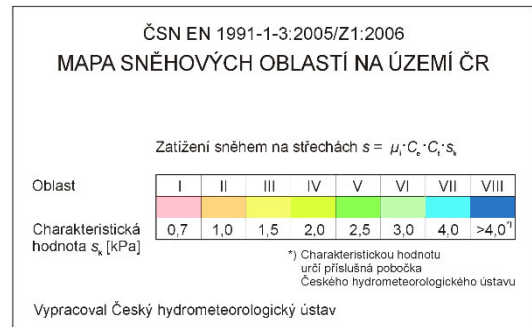 ČSN EN 1991-1-3:2005/Z1:2006
MAPA SNĚHOVÝCH OBLASTÍ NA ÚZEMÍ ČR
Zatížení sněhem na střechách s = μi·Ce·Ct·sk
Oblast I II III IV V VI VII VIII
Charakteristická hodnota sk [kPa] 0,7 1,0 1,5 2,0 2,5 3,0 4,0 >4,0*)
*) Charakteristickou hodnotu
určí příslušná pobočka
Českého hydrometeorologického ústavu
Vypracoval Český hydrometeorologický ústav